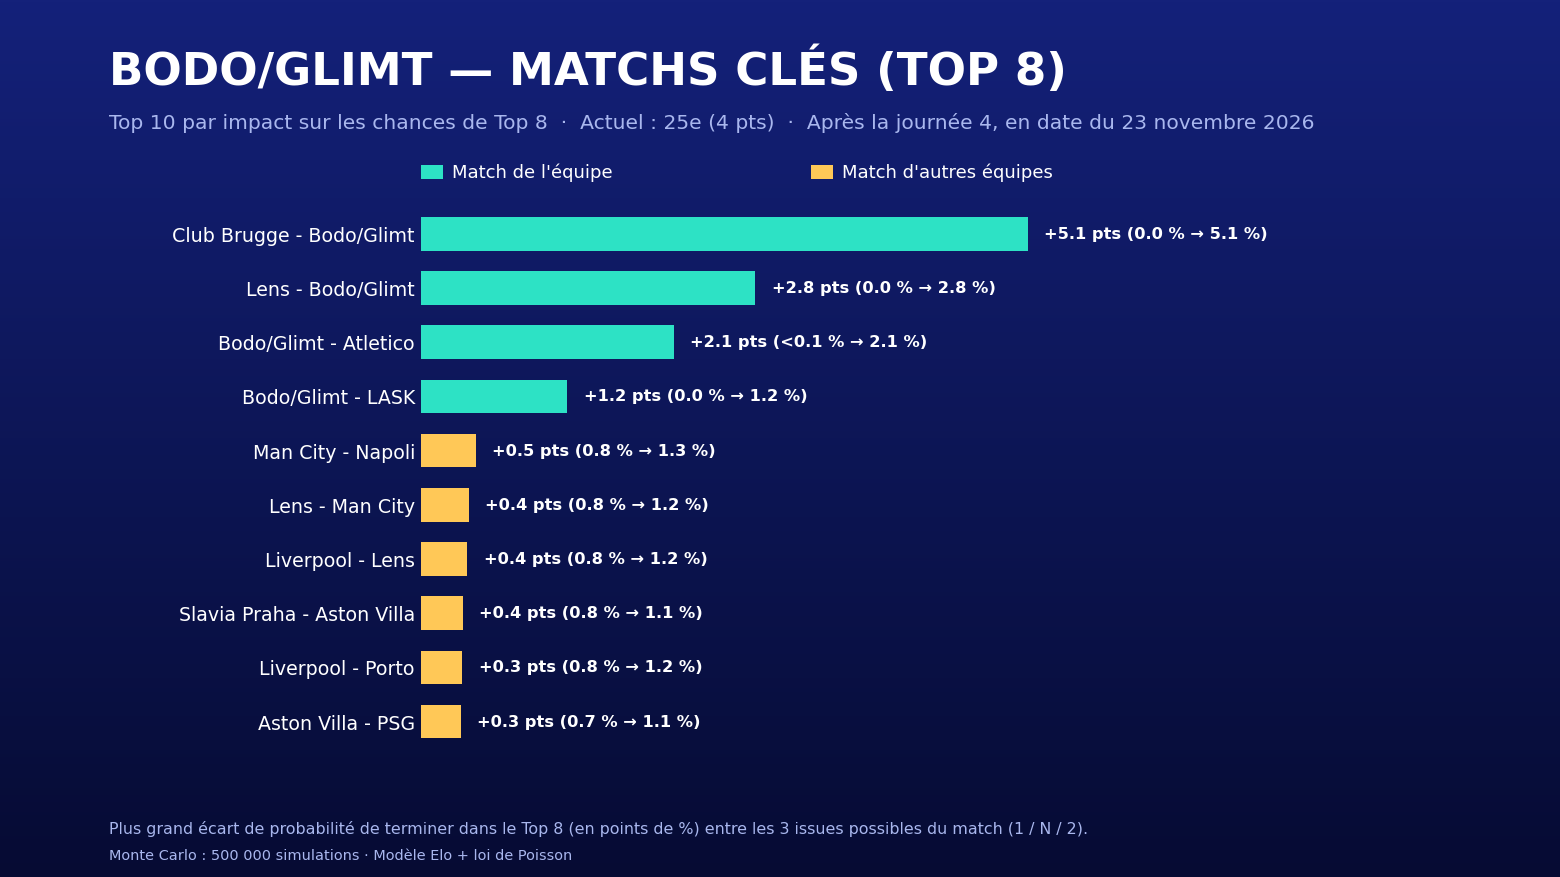 BODO/GLIMT — MATCHS CLÉS (TOP 8)
Top 10 par impact sur les chances de Top 8 · Actuel : 25e (4 pts) · Après la journée 4, en date du 23 novembre 2026
Match de l'équipe
Match d'autres équipes
Club Brugge - Bodo/Glimt +5.1 pts (0.0 % → 5.1 %)
Lens - Bodo/Glimt +2.8 pts (0.0 % → 2.8 %)
Bodo/Glimt - Atletico +2.1 pts (<0.1 % → 2.1 %)
Bodo/Glimt - LASK +1.2 pts (0.0 % → 1.2 %)
Man City - Napoli +0.5 pts (0.8 % → 1.3 %)
Lens - Man City +0.4 pts (0.8 % → 1.2 %)
Liverpool - Lens +0.4 pts (0.8 % → 1.2 %)
Slavia Praha - Aston Villa +0.4 pts (0.8 % → 1.1 %)
Liverpool - Porto +0.3 pts (0.8 % → 1.2 %)
Aston Villa - PSG +0.3 pts (0.7 % → 1.1 %)
Plus grand écart de probabilité de terminer dans le Top 8 (en points de %) entre les 3 issues possibles du match (1 / N / 2).
Monte Carlo : 500 000 simulations · Modèle Elo + loi de Poisson